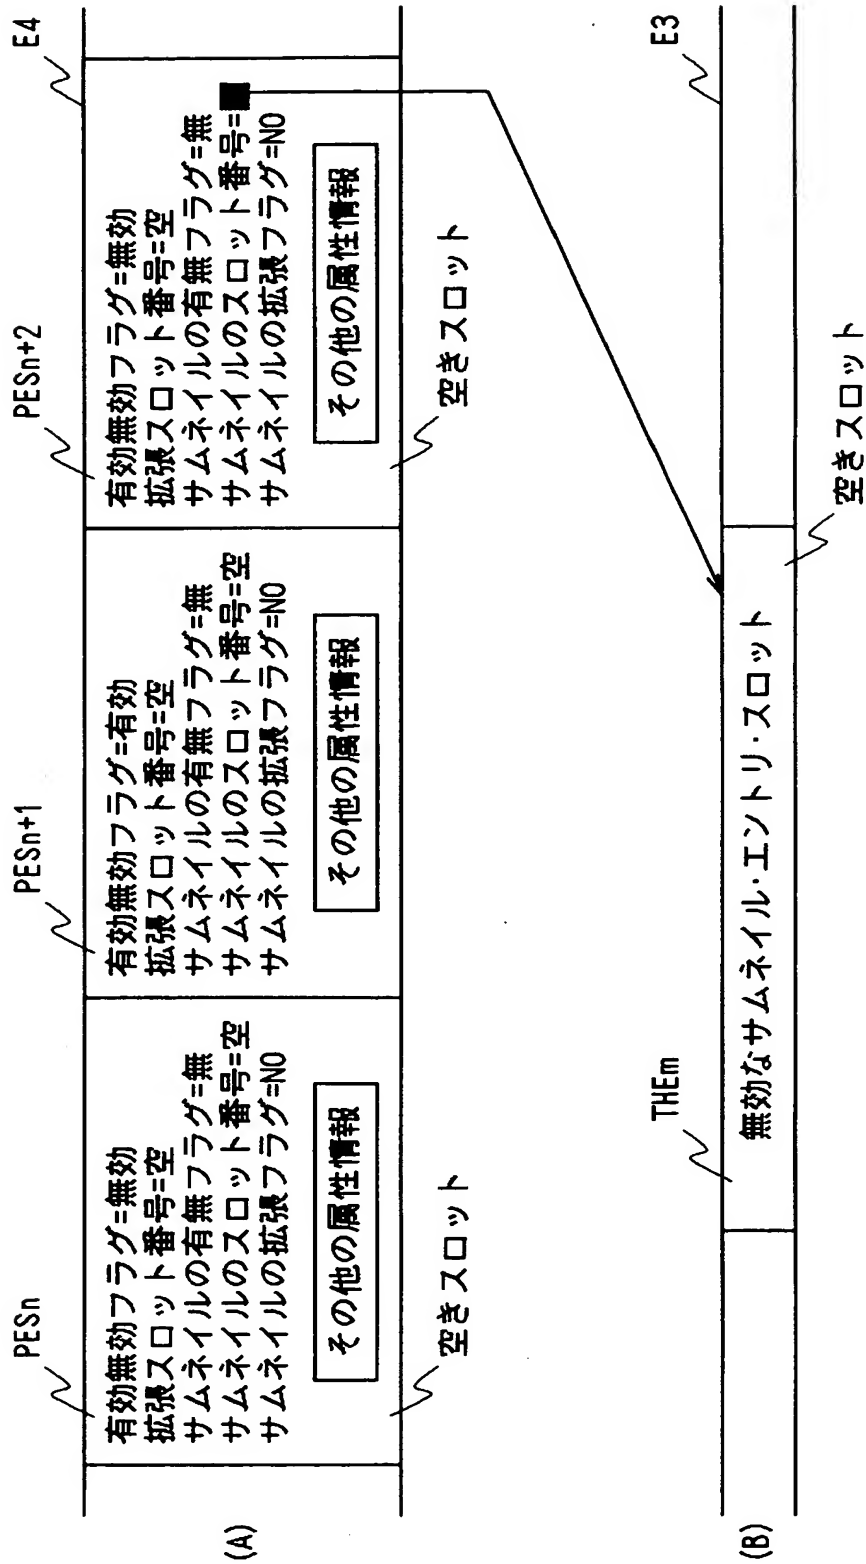 (A)
PESn
有効無効フラグ=無効
拡張スロット番号=空
サムネイルの有無フラグ=無
サムネイルのスロット番号=空
サムネイルの拡張フラグ=NO
その他の属性情報
空きスロット
PESn+1
有効無効フラグ=有効
拡張スロット番号=空
サムネイルの有無フラグ=無
サムネイルのスロット番号=空
サムネイルの拡張フラグ=NO
その他の属性情報
PESn+2
有効無効フラグ=無効
拡張スロット番号=空
サムネイルの有無フラグ=無
サムネイルのスロット番号=■
サムネイルの拡張フラグ=NO
その他の属性情報
空きスロット
E4
(B)
THEm
無効なサムネイル・エントリ・スロット
空きスロット
E3